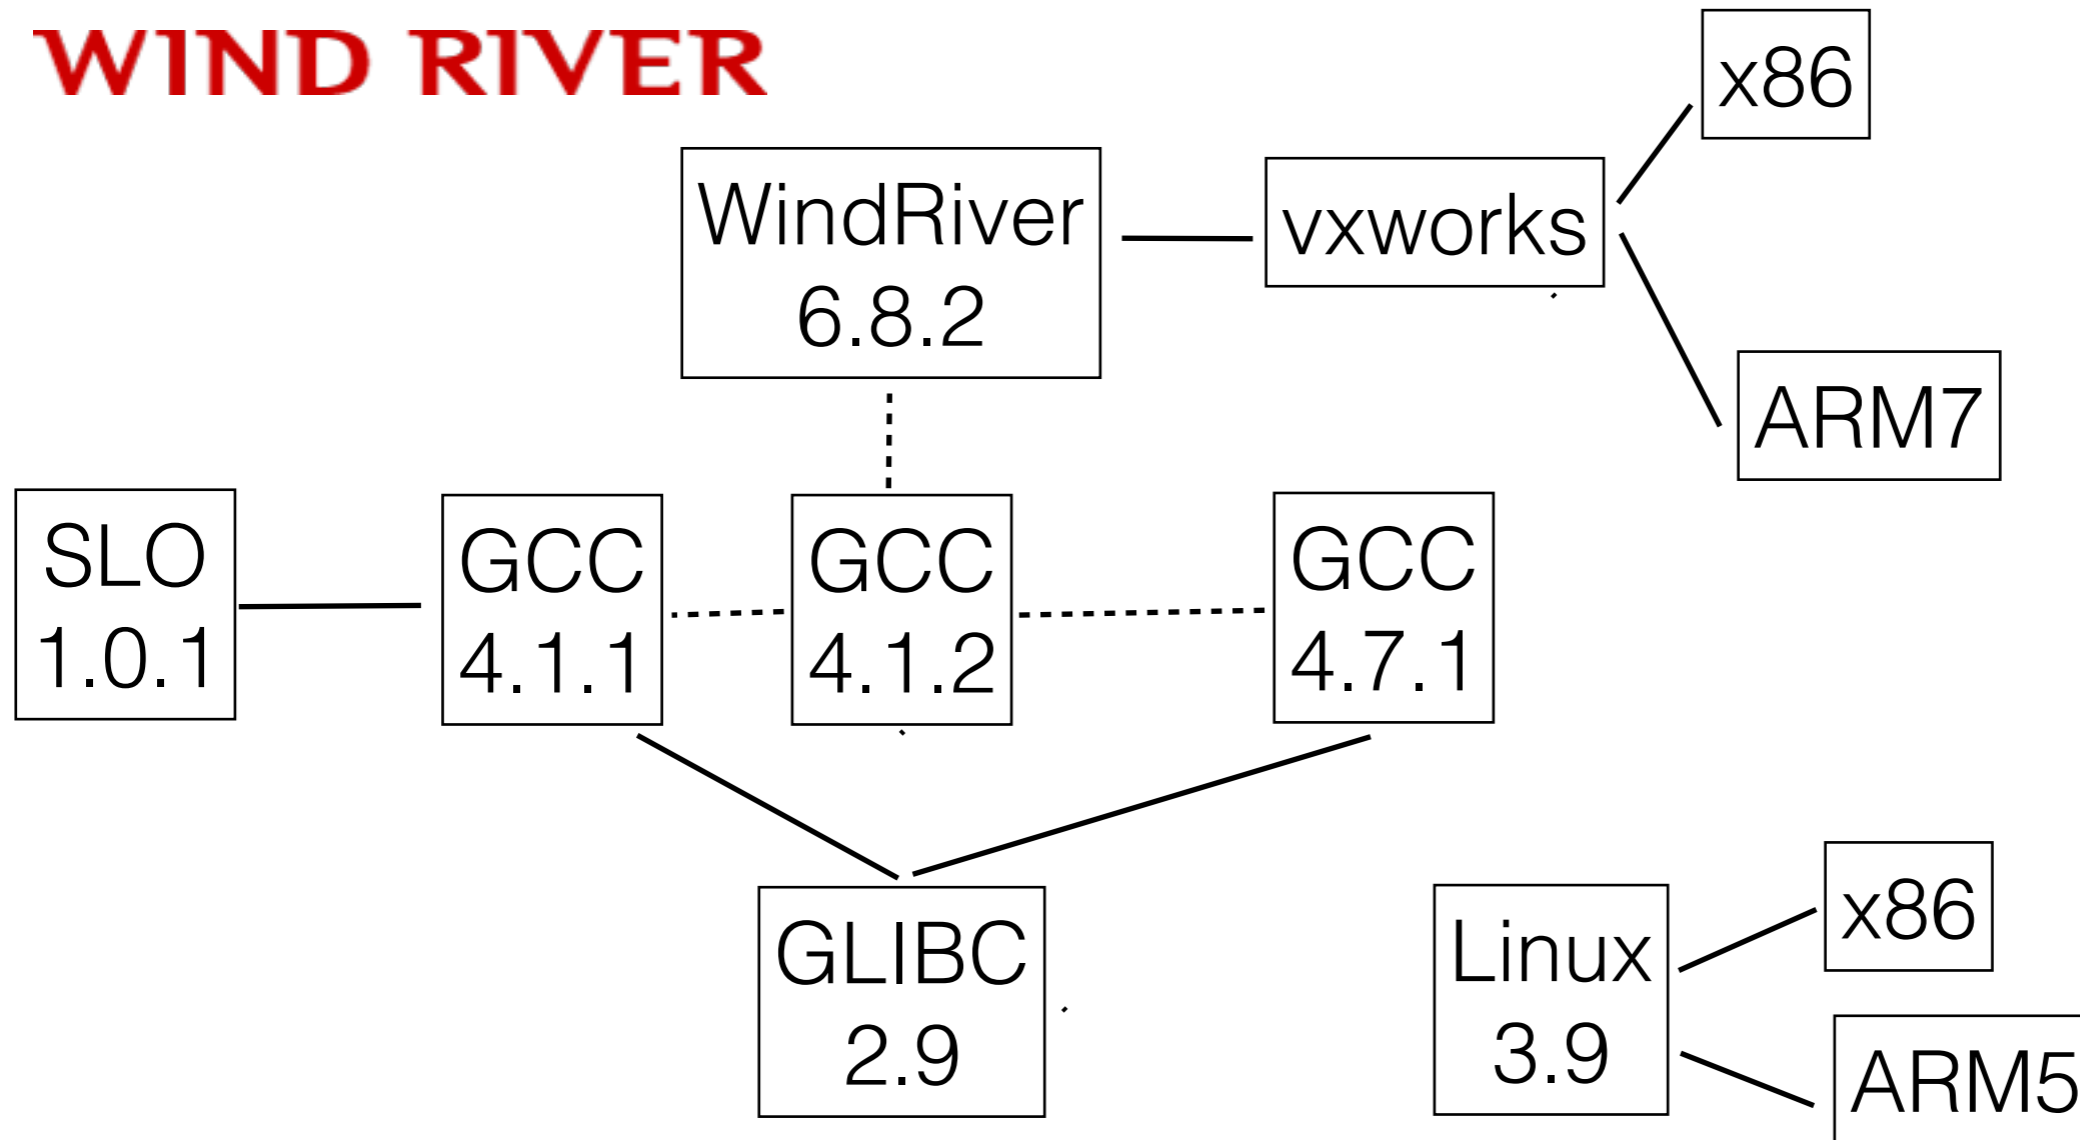 WIND RIVER
x86
WindRiver
6.8.2
vxworks
ARM7
SLO
1.0.1
GCC
4.1.1
GCC
4.1.2
GCC
4.7.1
GLIBC
2.9
Linux
3.9
x86
ARM5